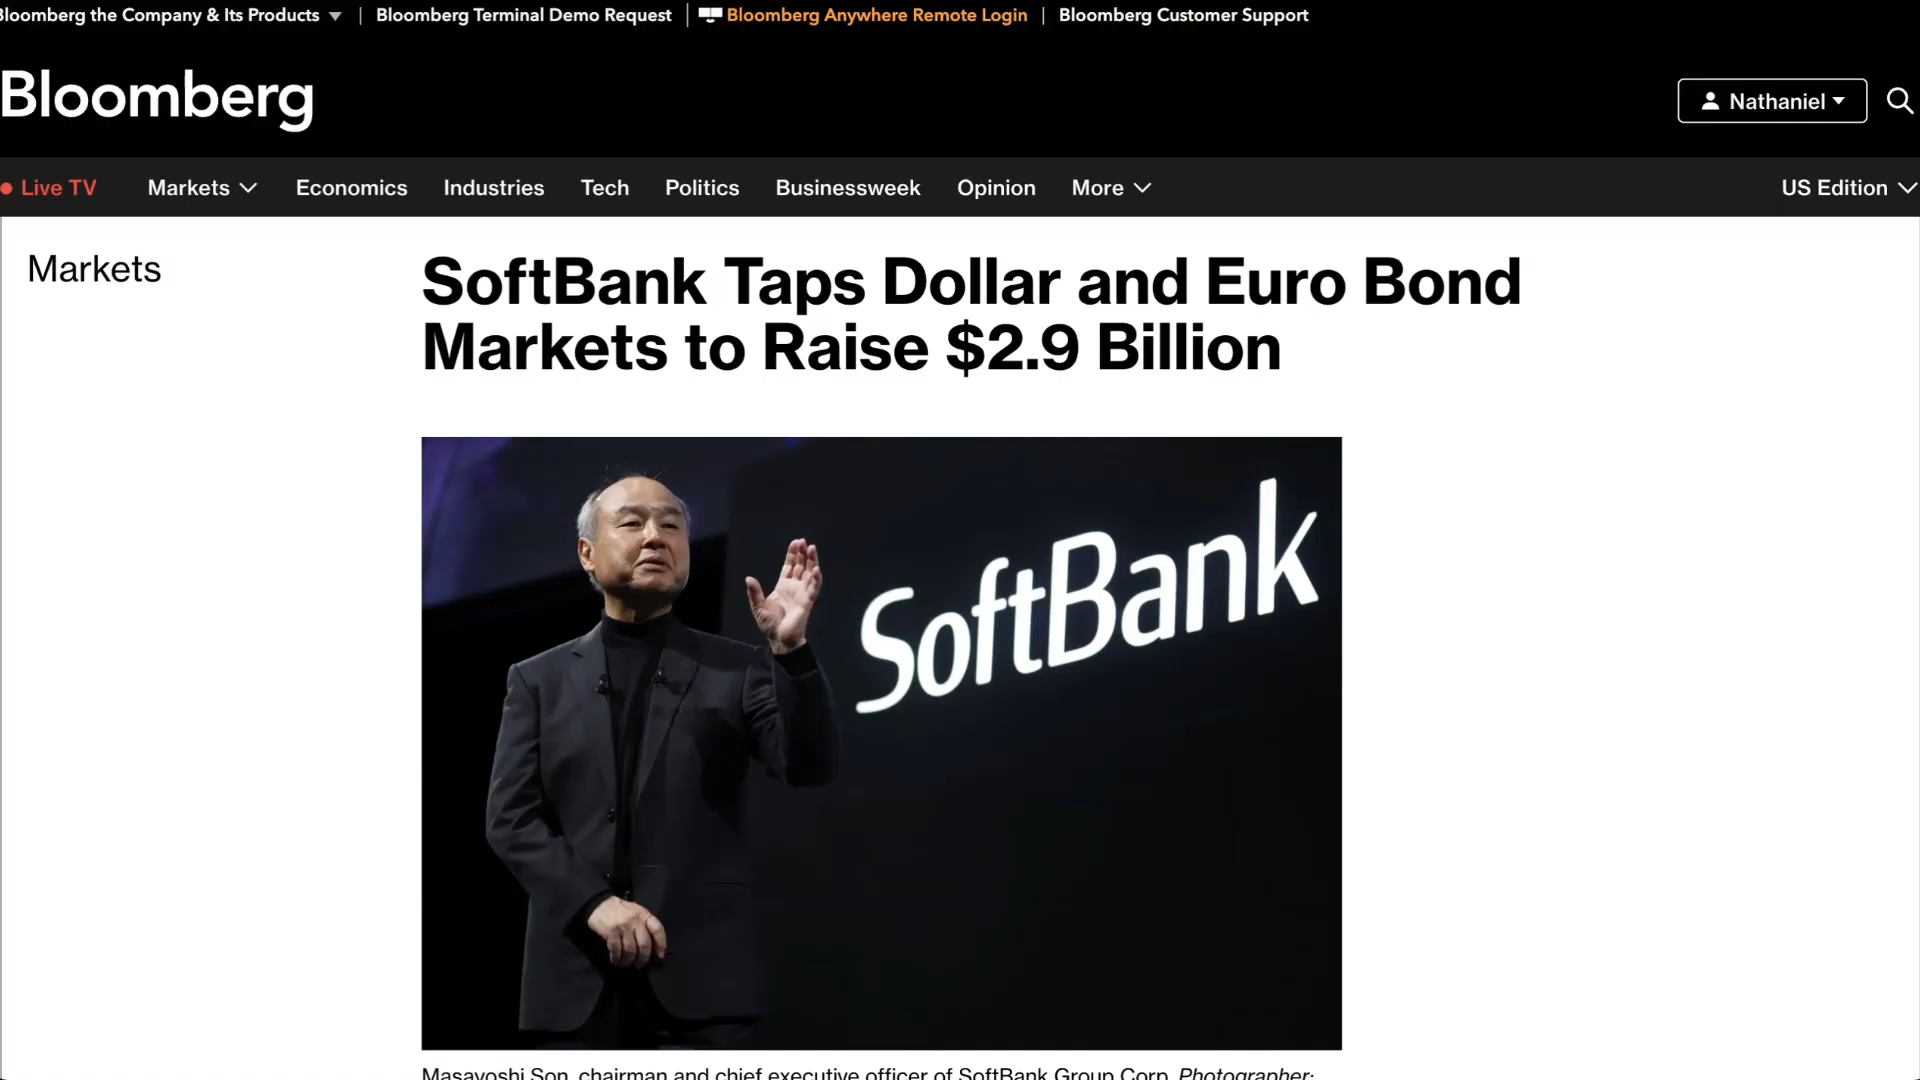 Bloomberg the Company & Its Products | Bloomberg Terminal Demo Request | Bloomberg Anywhere Remote Login | Bloomberg Customer Support
Bloomberg
Nathaniel
Live TV Markets Economics Industries Tech Politics Businessweek Opinion More US Edition
Markets
SoftBank Taps Dollar and Euro Bond
Markets to Raise $2.9 Billion
SoftBank
Masayoshi Son, chairman and chief executive officer of SoftBank Group Corp. Photographer: